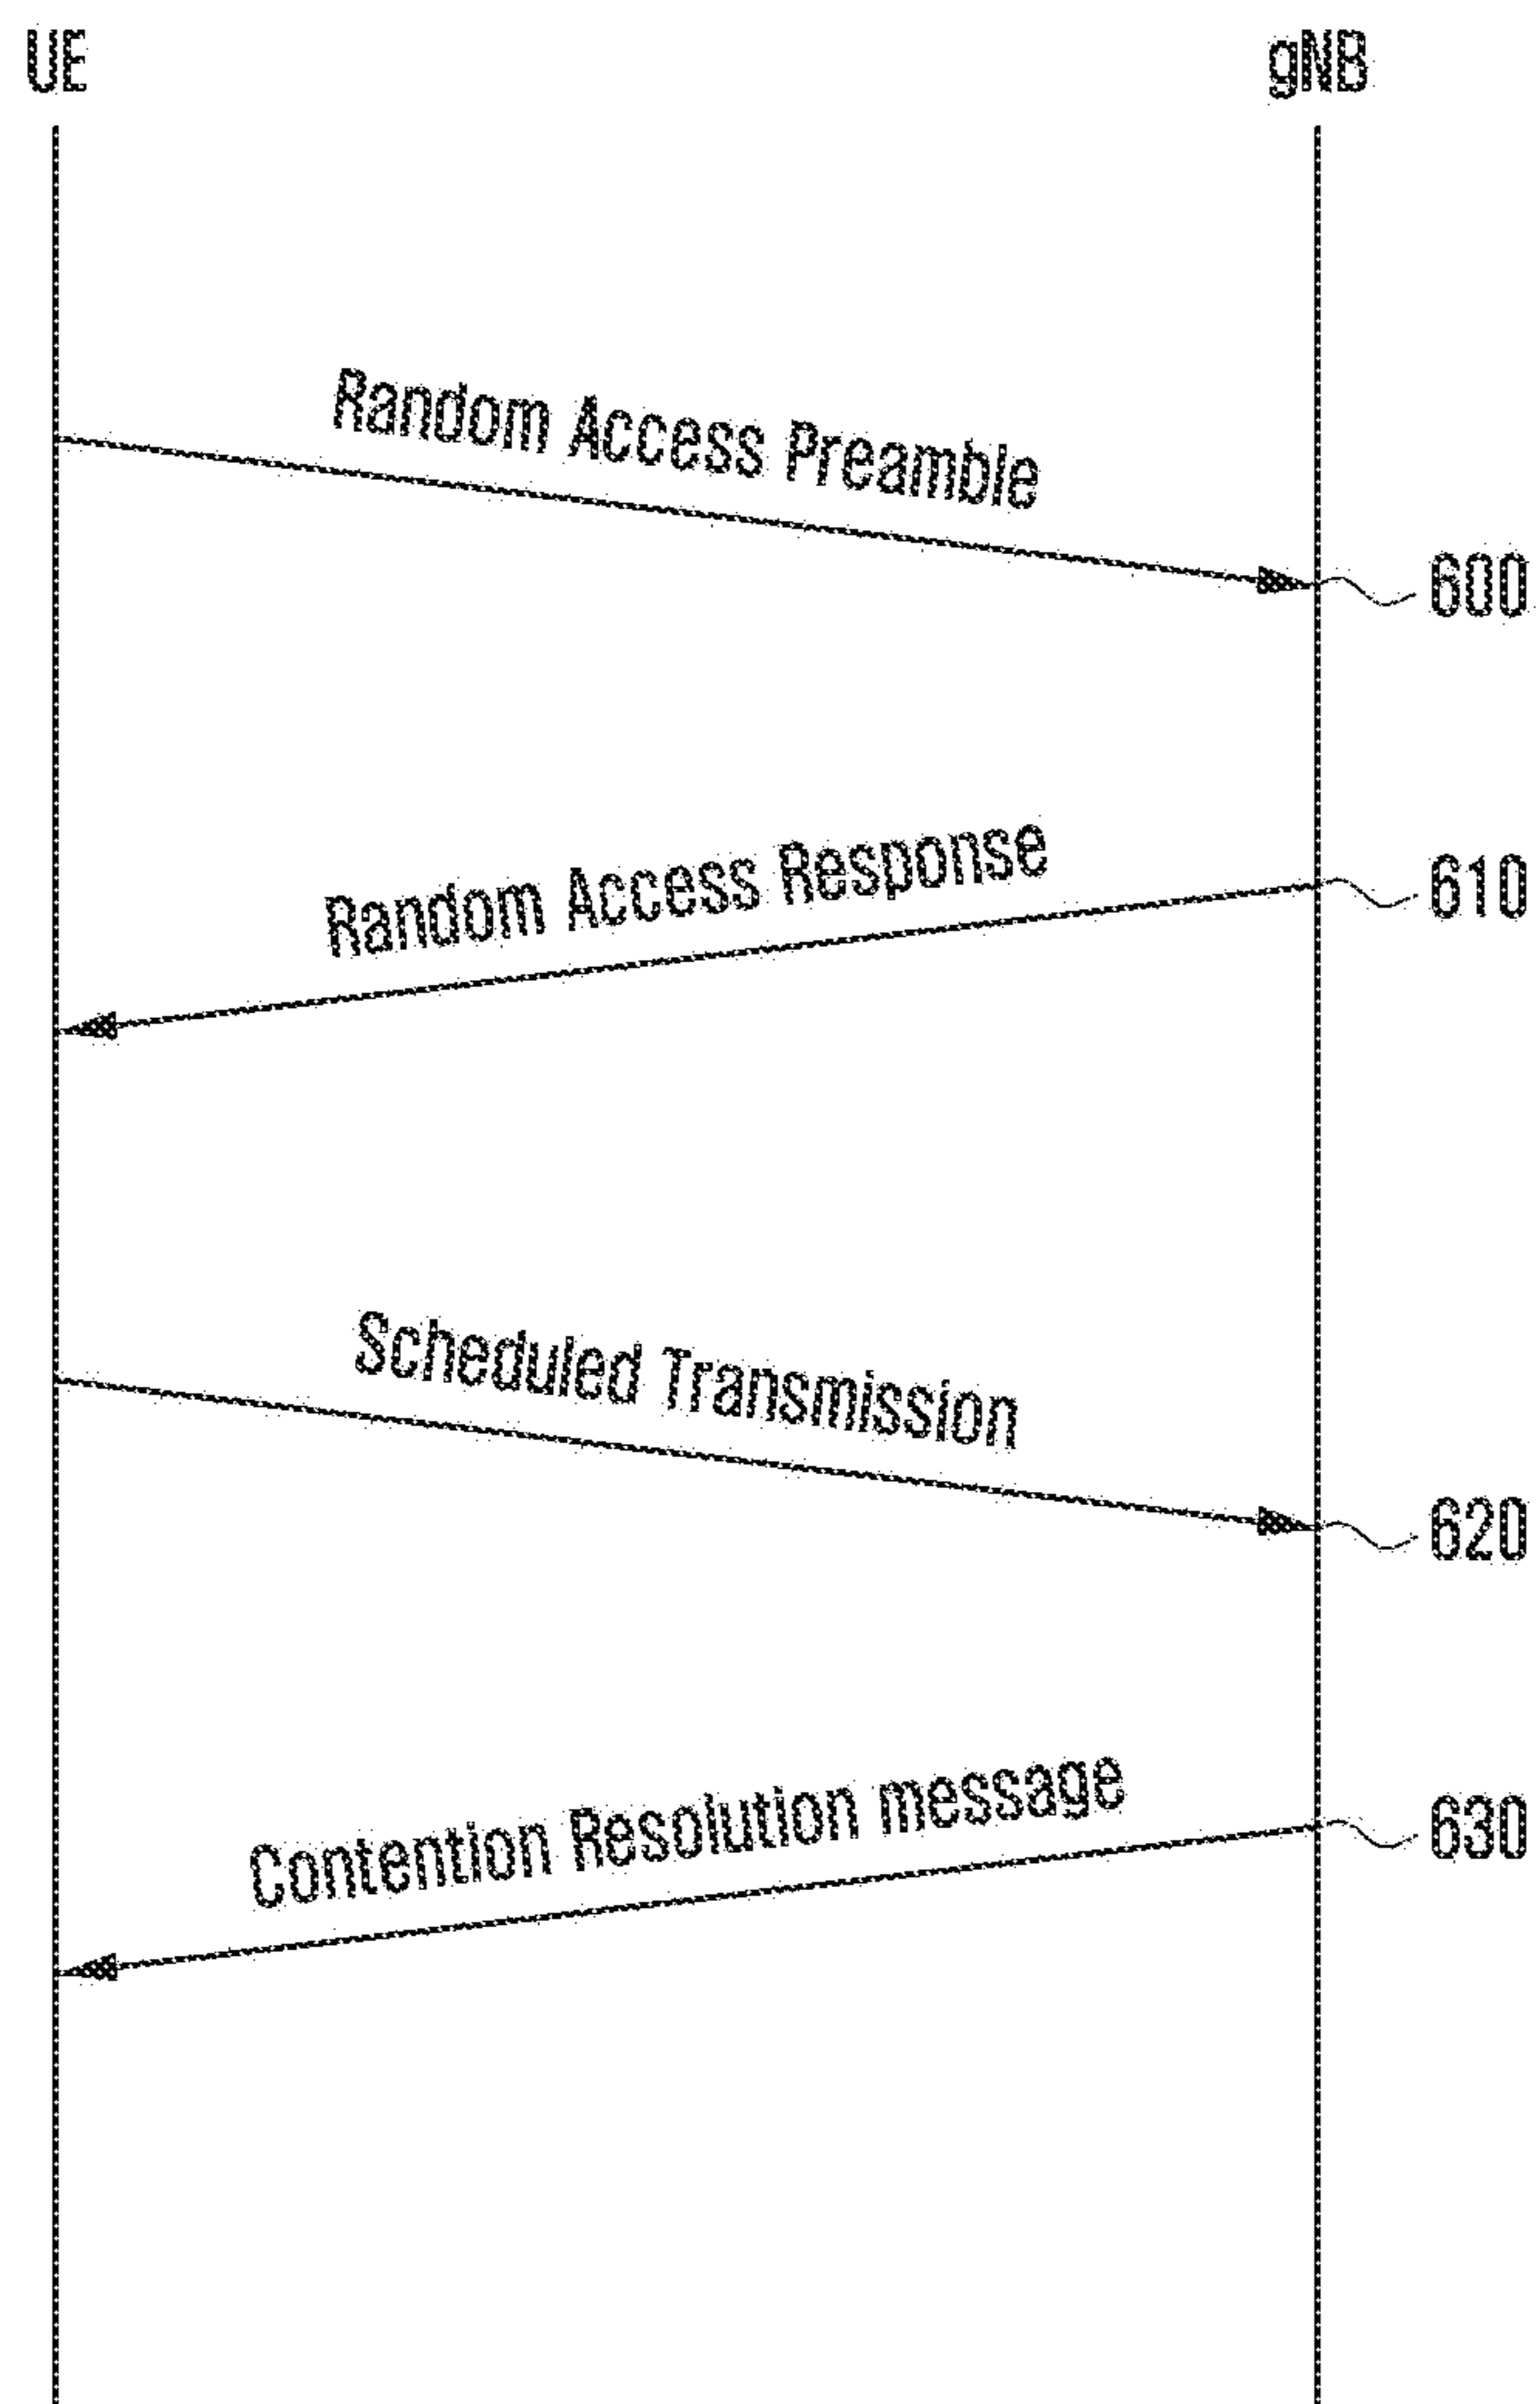 UE
gNB
Random Access Preamble
600
Random Access Response
610
Scheduled Transmission
620
Contention Resolution message
630